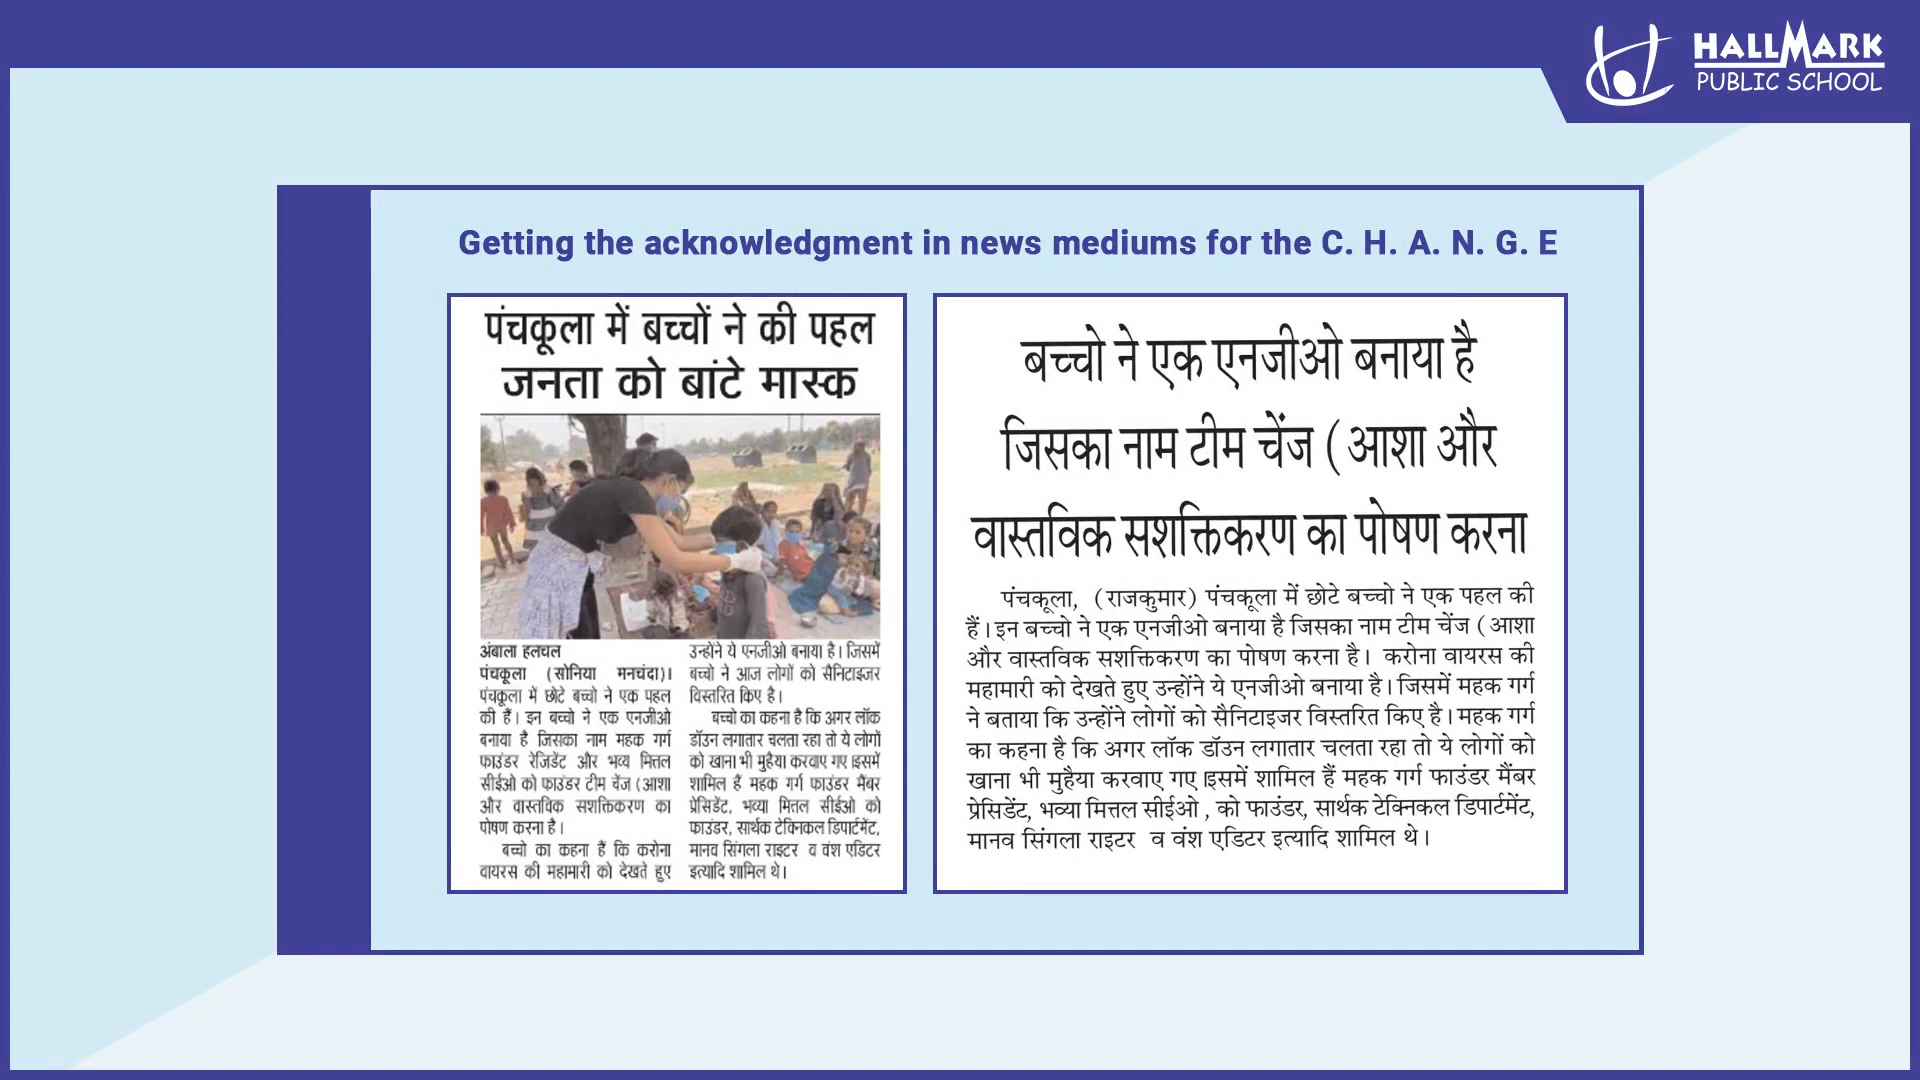 HALLMARK
PUBLIC SCHOOL
Getting the acknowledgment in news mediums for the C. H. A. N. G. E
पंचकूला में बच्चों ने की पहल
जनता को बांटे मास्क
अंबाला हलचल
पंचकूला (सोनिया मनचंदा)।
पंचकूला में छोटे बच्चो ने एक पहल
की हैं। इन बच्चो ने एक एनजीओ
बनाया है जिसका नाम महक गर्ग
फाउंडर रेजिडेंट और भव्य मित्तल
सीईओ को फाउंडर टीम चेंज (आशा
और वास्तविक सशक्तिकरण का
पोषण करना है।
बच्चो का कहना हैं कि करोना
वायरस की महामारी को देखते हुए
उन्होंने ये एनजीओ बनाया है। जिसमें
बच्चो ने आज लोगों को सैनिटाइजर
विस्तरित किए है।
बच्चो का कहना है कि अगर लॉक
डॉउन लगातार चलता रहा तो ये लोगों
को खाना भी मुहैया करवाए गए।इसमें
शामिल हैं महक गर्ग फाउंडर मैंबर
प्रेसिडेंट, भव्या मित्तल सीईओ को
फाउंडर, सार्थक टेक्निकल डिपार्टमेंट,
मानव सिंगला राइटर व वंश एडिटर
इत्यादि शामिल थे।
बच्चो ने एक एनजीओ बनाया है
जिसका नाम टीम चेंज ( आशा और
वास्तविक सशक्तिकरण का पोषण करना
पंचकूला, (राजकुमार) पंचकूला में छोटे बच्चो ने एक पहल की
हैं। इन बच्चो ने एक एनजीओ बनाया है जिसका नाम टीम चेंज ( आशा
और वास्तविक सशक्तिकरण का पोषण करना है। करोना वायरस की
महामारी को देखते हुए उन्होंने ये एनजीओ बनाया है। जिसमें महक गर्ग
ने बताया कि उन्होंने लोगों को सैनिटाइजर विस्तरित किए है। महक गर्ग
का कहना है कि अगर लॉक डॉउन लगातार चलता रहा तो ये लोगों को
खाना भी मुहैया करवाए गए।इसमें शामिल हैं महक गर्ग फाउंडर मैंबर
प्रेसिडेंट, भव्या मित्तल सीईओ , को फाउंडर, सार्थक टेक्निकल डिपार्टमेंट,
मानव सिंगला राइटर व वंश एडिटर इत्यादि शामिल थे।